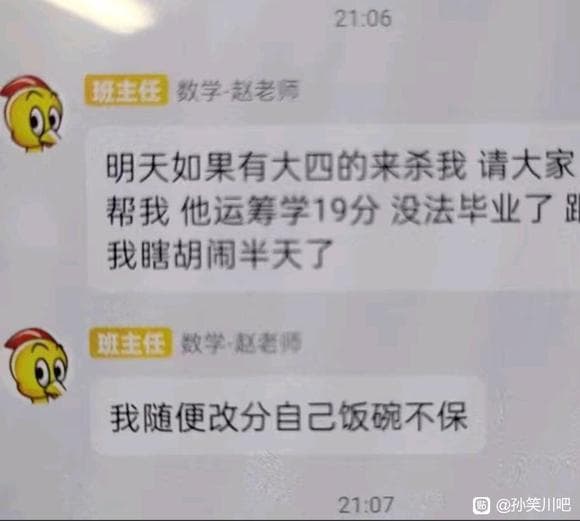 21:06
班主任 数学-赵老师
明天如果有大四的来杀我 请大家
帮我 他运筹学19分 没法毕业了 跟
我瞎胡闹半天了
班主任 数学-赵老师
我随便改分自己饭碗不保
21:07
贴 @孙笑川吧